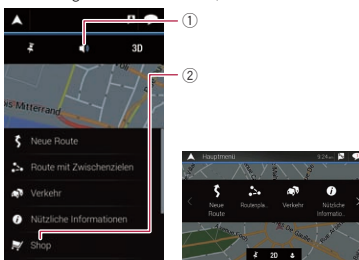 ①
3D
②
is Mitterrand
Neue Route
Route mit Zwischenzielen
Verkehr
Nützliche Informationen
Shop
Hauptmenü
Neue
Route
Routenpla..
Verkehr
Nützliche
Informatio..
2D